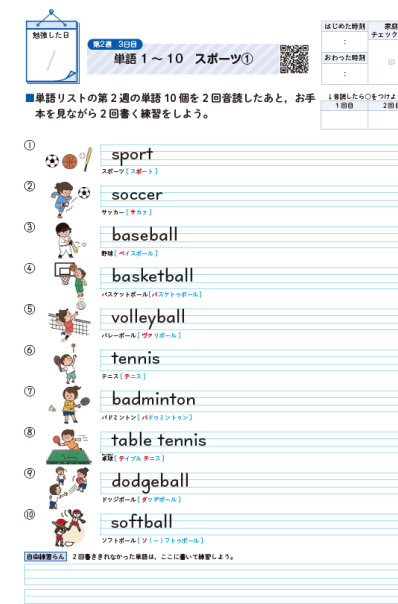 勉強した日
第2週 3日目
単語 1 ～ 10 スポーツ①
はじめた時刻
:
おわった時刻
:
家庭
チェック
↓音読したら○をつけよ
1回目 2回
■単語リストの第2週の単語10個を2回音読したあと、お手
本を見ながら2回書く練習をしよう。
① sport
スポーツ [ スポート ]
② soccer
サッカー [ サカァ ]
③ baseball
野球 [ ベイスボール ]
④ basketball
バスケットボール [ バスケトゥボール ]
⑤ volleyball
バレーボール [ ヴァリボール ]
⑥ tennis
テニス [ テニス ]
⑦ badminton
バドミントン [ バドゥミントゥン ]
⑧ table tennis
卓球 [ テイブル テニス ]
⑨ dodgeball
ドッジボール [ ダッヂボール ]
⑩ softball
ソフトボール [ ソ(ー)フトゥボール ]
自由練習らん 2回書ききれなかった単語は、ここに書いて練習しよう。